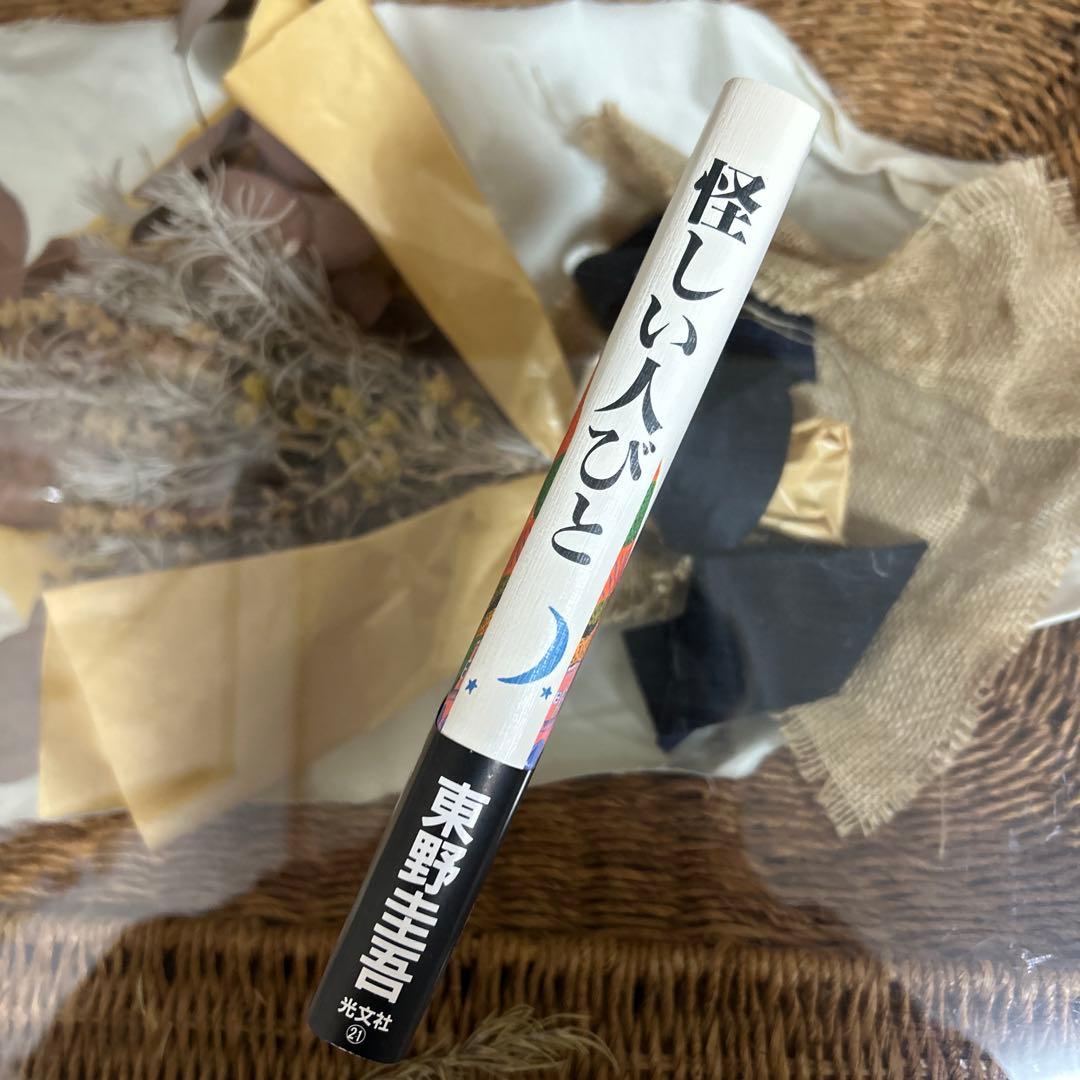 怪しい人びと
東野圭吾
光文社
㉑